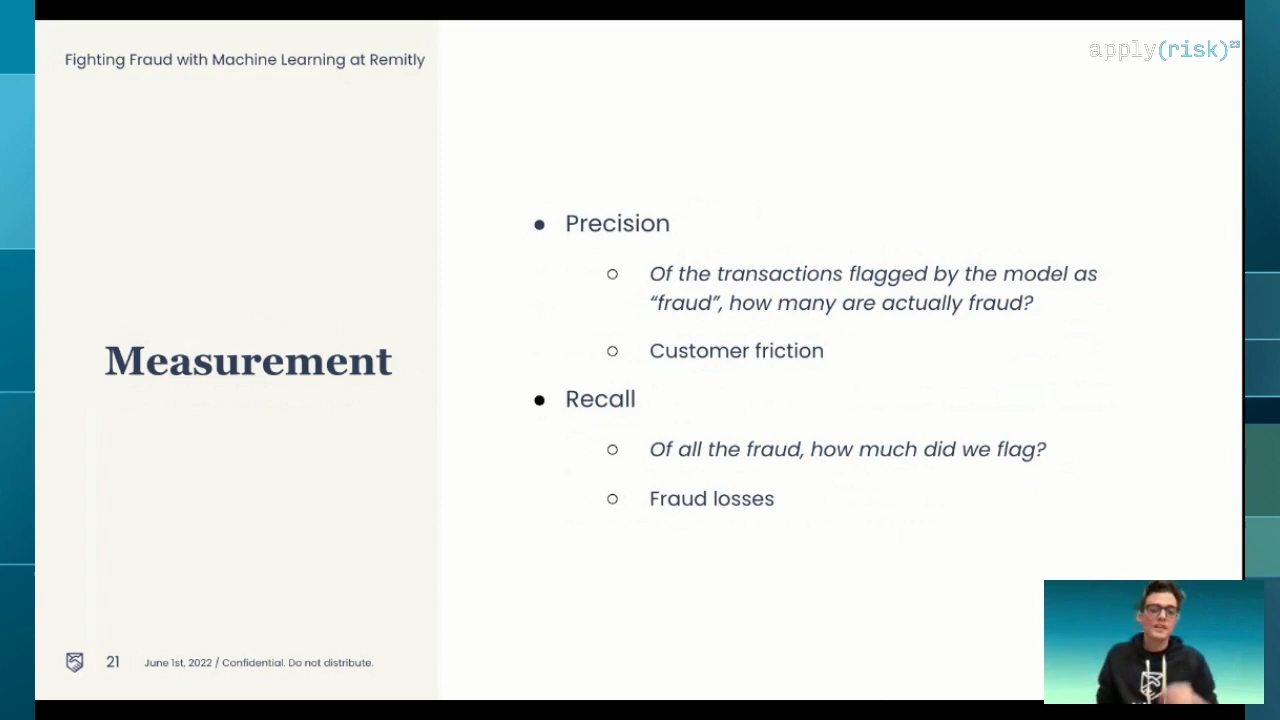 Fighting Fraud with Machine Learning at Remitly
apply(risk)23
Measurement
Precision
Of the transactions flagged by the model as
“fraud”, how many are actually fraud?
Customer friction
Recall
Of all the fraud, how much did we flag?
Fraud losses
21
June 1st, 2022 / Confidential. Do not distribute.